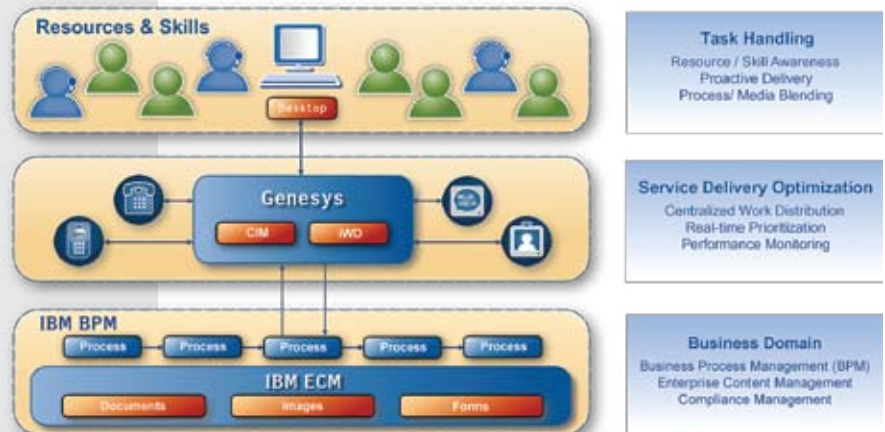 Resources & Skills
Desktop
Task Handling
Resource / Skill Awareness
Proactive Delivery
Process/ Media Blending
Genesys
CIM
iWD
Service Delivery Optimization
Centralized Work Distribution
Real-time Prioritization
Performance Monitoring
IBM BPM
Process Process Process Process Process
IBM ECM
Documents Images Forms
Business Domain
Business Process Management (BPM)
Enterprise Content Management
Compliance Management